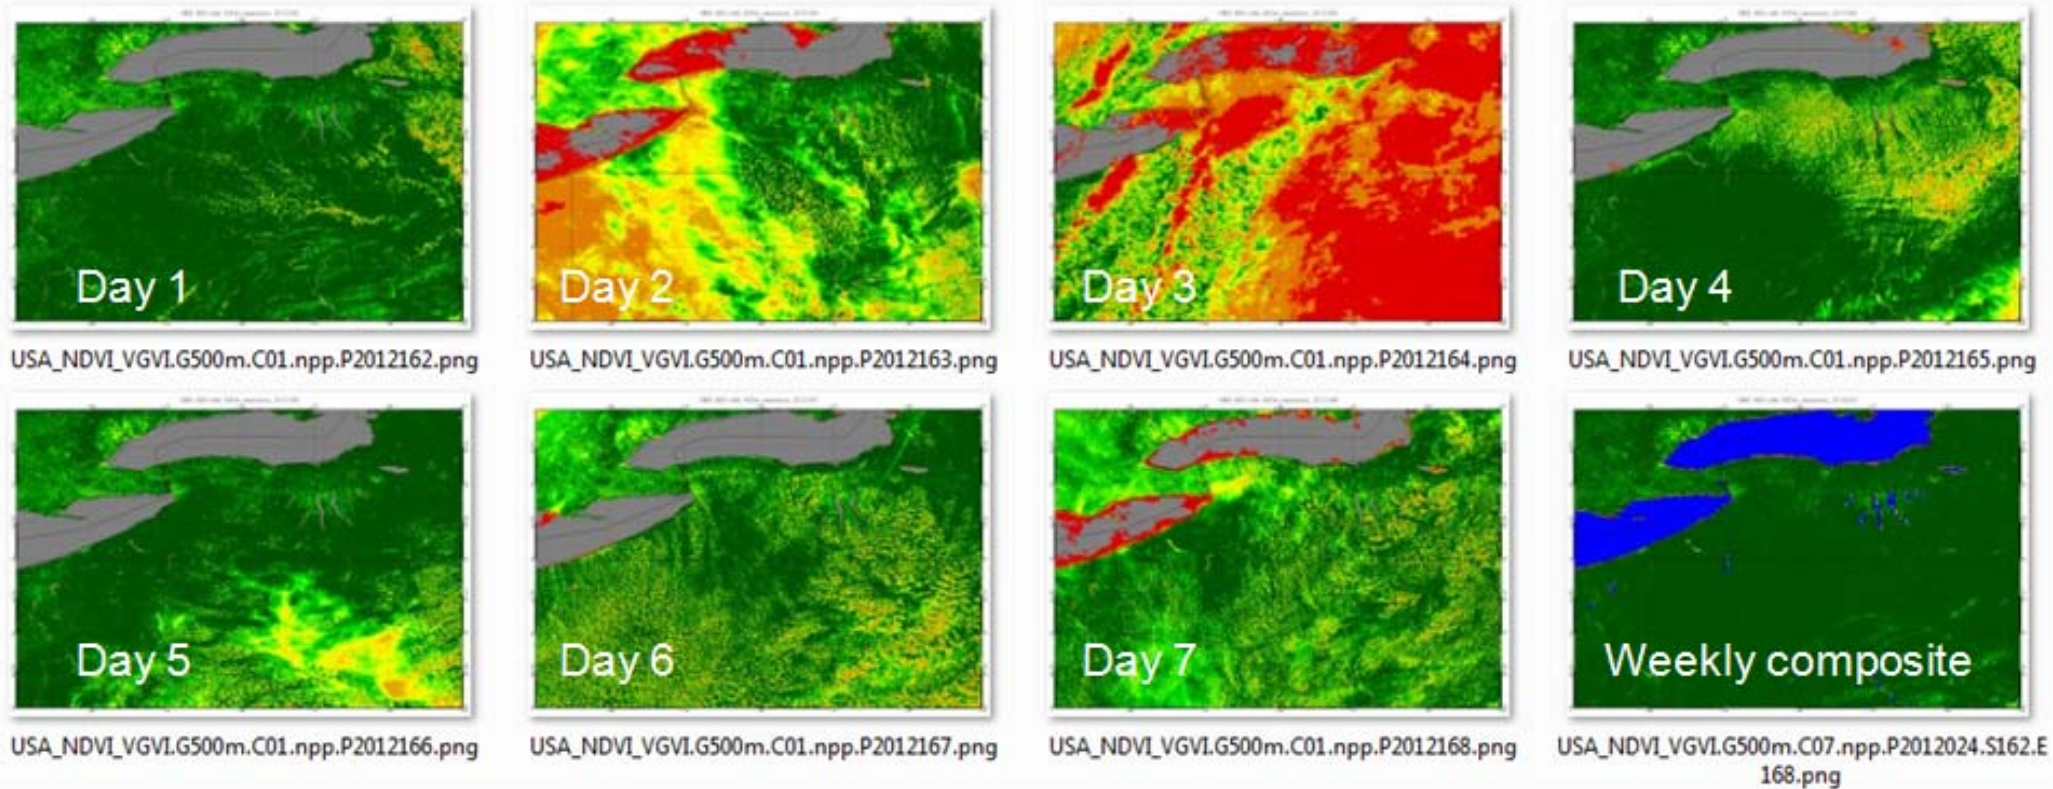 Day 1
Day 2
Day 3
Day 4
USA_NDVI_VGVI.G500m.C01.npp.P2012162.png
USA_NDVI_VGVI.G500m.C01.npp.P2012163.png
USA_NDVI_VGVI.G500m.C01.npp.P2012164.png
USA_NDVI_VGVI.G500m.C01.npp.P2012165.png
Day 5
Day 6
Day 7
Weekly composite
USA_NDVI_VGVI.G500m.C01.npp.P2012166.png
USA_NDVI_VGVI.G500m.C01.npp.P2012167.png
USA_NDVI_VGVI.G500m.C01.npp.P2012168.png
USA_NDVI_VGVI.G500m.C07.npp.P2012024.S162.E
168.png